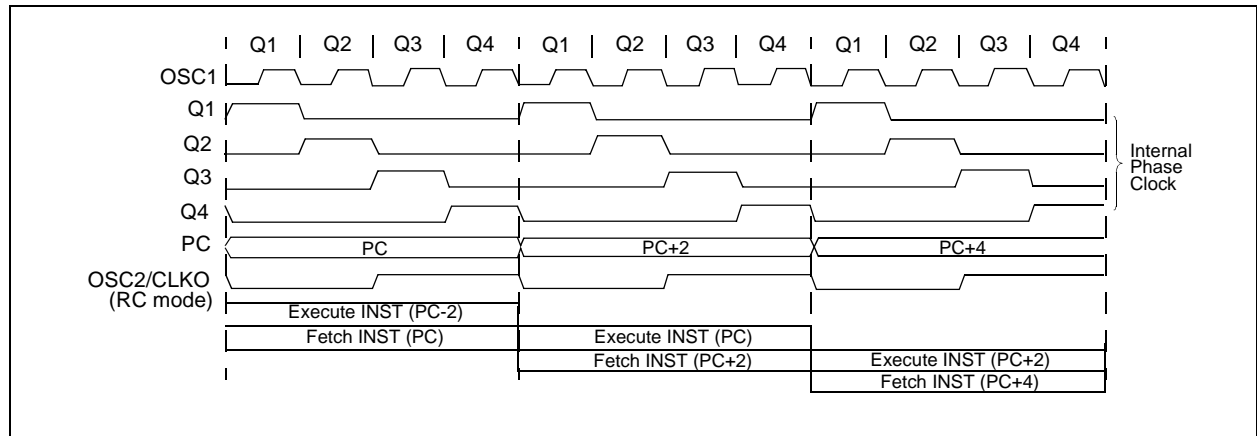 Q1 Q2 Q3 Q4 Q1 Q2 Q3 Q4 Q1 Q2 Q3 Q4
OSC1
Q1
Q2
Q3
Q4
Internal
Phase
Clock
PC
PC
PC+2
PC+4
OSC2/CLKO
(RC mode)
Execute INST (PC-2)
Fetch INST (PC)
Execute INST (PC)
Fetch INST (PC+2)
Execute INST (PC+2)
Fetch INST (PC+4)